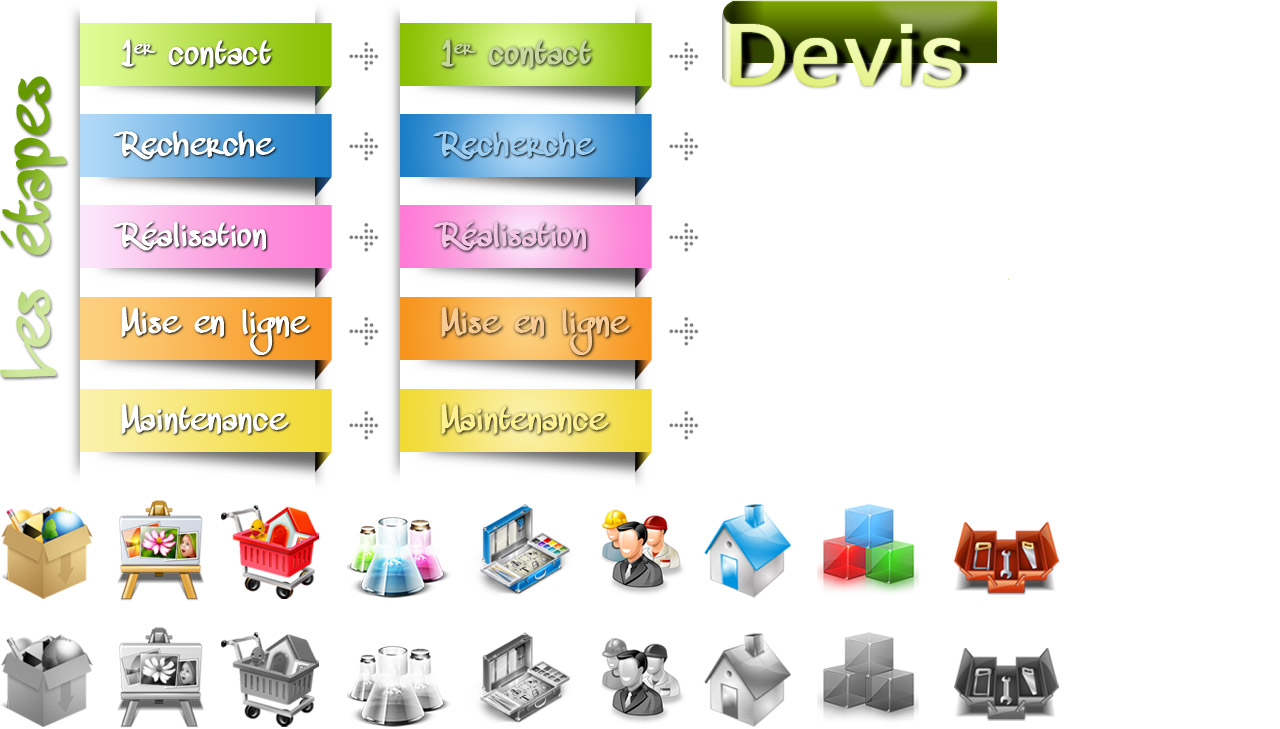 Les étapes
1er contact
Recherche
Réalisation
Mise en ligne
Maintenance
1er contact
Recherche
Réalisation
Mise en ligne
Maintenance
Devis